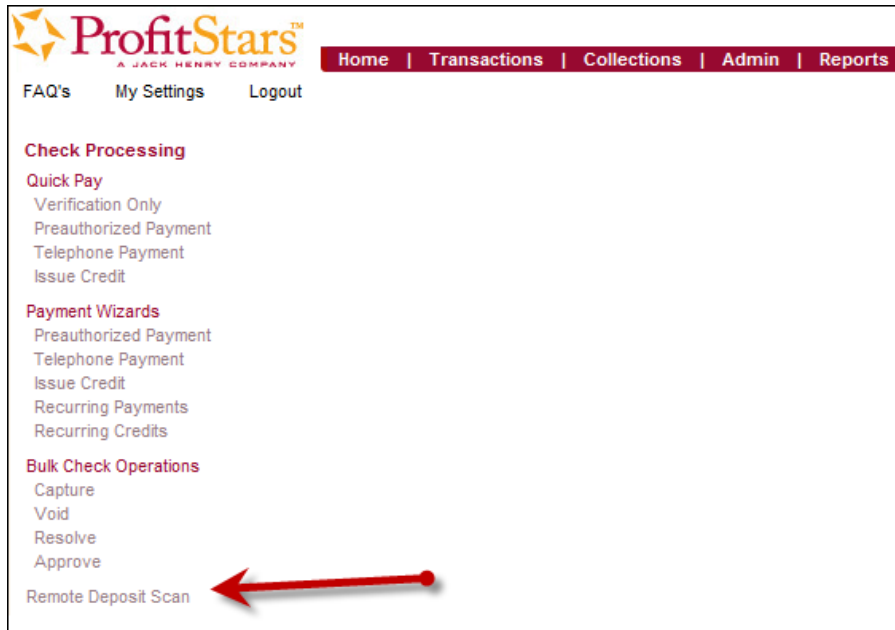 ProfitStars™
A JACK HENRY COMPANY
Home | Transactions | Collections | Admin | Reports
FAQ's My Settings Logout
Check Processing
Quick Pay
Verification Only
Preauthorized Payment
Telephone Payment
Issue Credit
Payment Wizards
Preauthorized Payment
Telephone Payment
Issue Credit
Recurring Payments
Recurring Credits
Bulk Check Operations
Capture
Void
Resolve
Approve
Remote Deposit Scan